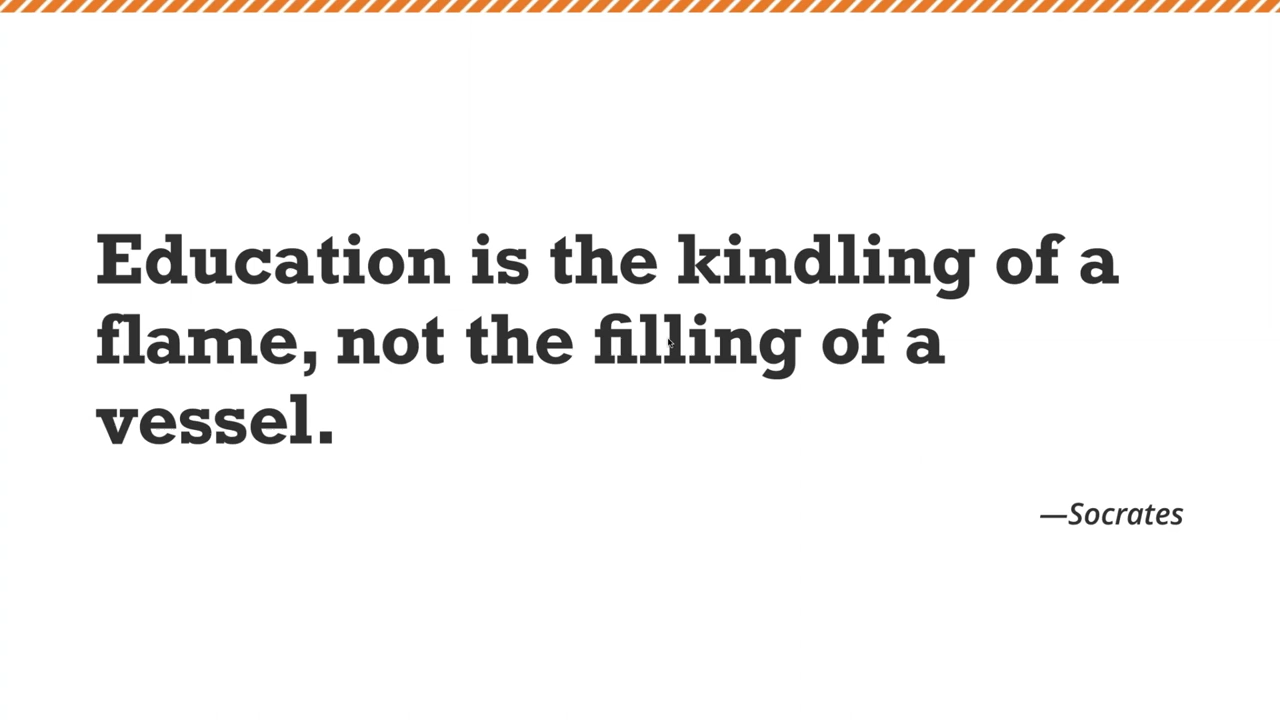 Education is the kindling of a
flame, not the filling of a
vessel.
—Socrates